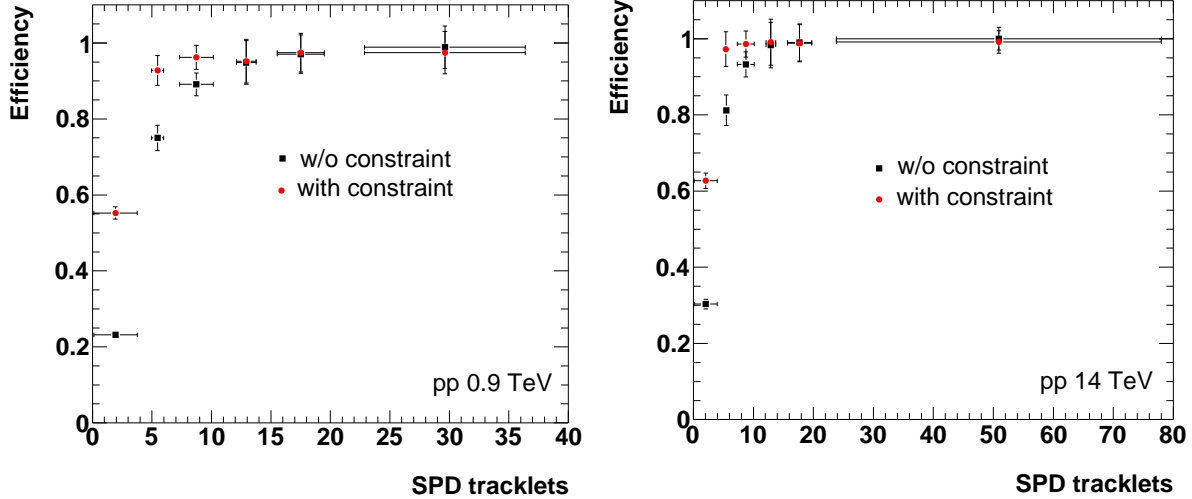 Efficiency
1
0.8
0.6
0.4
0.2
0
w/o constraint
with constraint
pp 0.9 TeV
0 5 10 15 20 25 30 35 40
SPD tracklets
Efficiency
1
0.8
0.6
0.4
0.2
0
w/o constraint
with constraint
pp 14 TeV
0 10 20 30 40 50 60 70 80
SPD tracklets